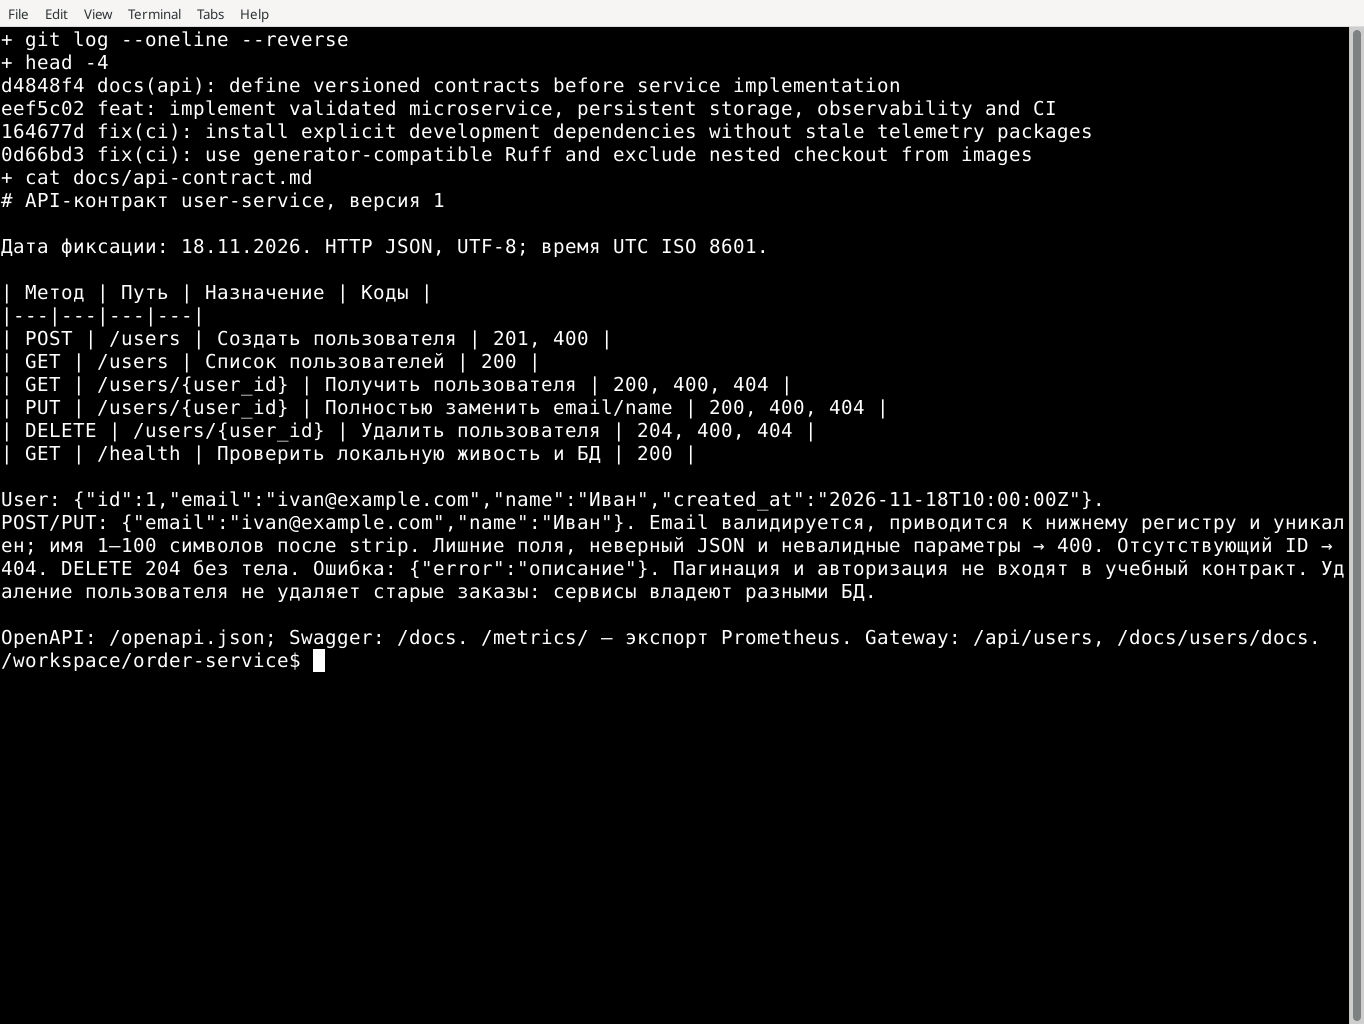 File Edit View Terminal Tabs Help
+ git log --oneline --reverse
+ head -4
d4848f4 docs(api): define versioned contracts before service implementation
eef5c02 feat: implement validated microservice, persistent storage, observability and CI
164677d fix(ci): install explicit development dependencies without stale telemetry packages
0d66bd3 fix(ci): use generator-compatible Ruff and exclude nested checkout from images
+ cat docs/api-contract.md
# API-контракт user-service, версия 1
Дата фиксации: 18.11.2026. HTTP JSON, UTF-8; время UTC ISO 8601.
| Метод | Путь | Назначение | Коды |
|---|---|---|---|
| POST | /users | Создать пользователя | 201, 400 |
| GET | /users | Список пользователей | 200 |
| GET | /users/{user_id} | Получить пользователя | 200, 400, 404 |
| PUT | /users/{user_id} | Полностью заменить email/name | 200, 400, 404 |
| DELETE | /users/{user_id} | Удалить пользователя | 204, 400, 404 |
| GET | /health | Проверить локальную живость и БД | 200 |
User: {"id":1,"email":"ivan@example.com","name":"Иван","created_at":"2026-11-18T10:00:00Z"}.
POST/PUT: {"email":"ivan@example.com","name":"Иван"}. Email валидируется, приводится к нижнему регистру и уникал
ен; имя 1–100 символов после strip. Лишние поля, неверный JSON и невалидные параметры → 400. Отсутствующий ID →
404. DELETE 204 без тела. Ошибка: {"error":"описание"}. Пагинация и авторизация не входят в учебный контракт. Уд
аление пользователя не удаляет старые заказы: сервисы владеют разными БД.
OpenAPI: /openapi.json; Swagger: /docs. /metrics/ — экспорт Prometheus. Gateway: /api/users, /docs/users/docs.
/workspace/order-service$